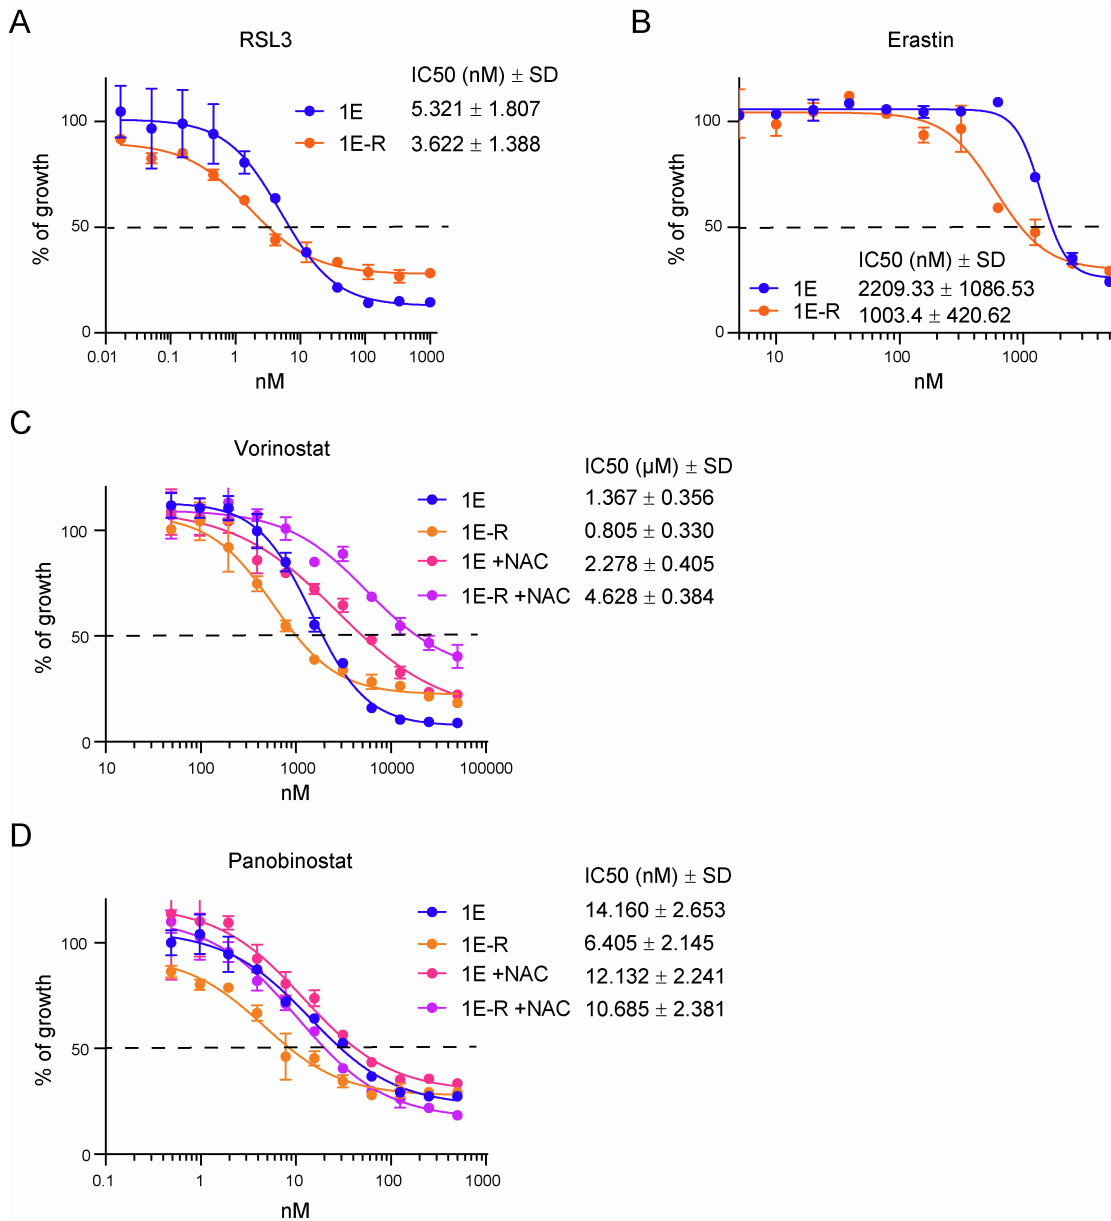 A
RSL3
IC50 (nM) ± SD
1E 5.321 ± 1.807
1E-R 3.622 ± 1.388
100
50
0
% of growth
0.01 0.1 1 10 100 1000
nM
B
Erastin
100
50
0
% of growth
IC50 (nM) ± SD
1E 2209.33 ± 1086.53
1E-R 1003.4 ± 420.62
10 100 1000
nM
C
Vorinostat
IC50 (µM) ± SD
1E 1.367 ± 0.356
1E-R 0.805 ± 0.330
1E +NAC 2.278 ± 0.405
1E-R +NAC 4.628 ± 0.384
100
50
0
% of growth
10 100 1000 10000 100000
nM
D
Panobinostat
IC50 (nM) ± SD
1E 14.160 ± 2.653
1E-R 6.405 ± 2.145
1E +NAC 12.132 ± 2.241
1E-R +NAC 10.685 ± 2.381
100
50
0
% of growth
0.1 1 10 100 1000
nM